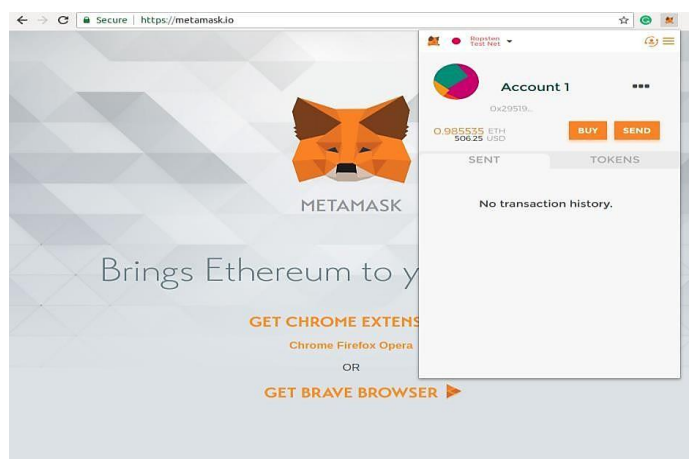 Secure https://metamask.io
Ropsten
Test Net
Account 1
0x29519...
0.985535 ETH
506.25 USD
BUY
SEND
SENT
TOKENS
No transaction history.
METAMASK
Brings Ethereum to y
GET CHROME EXTENS
Chrome Firefox Opera
OR
GET BRAVE BROWSER